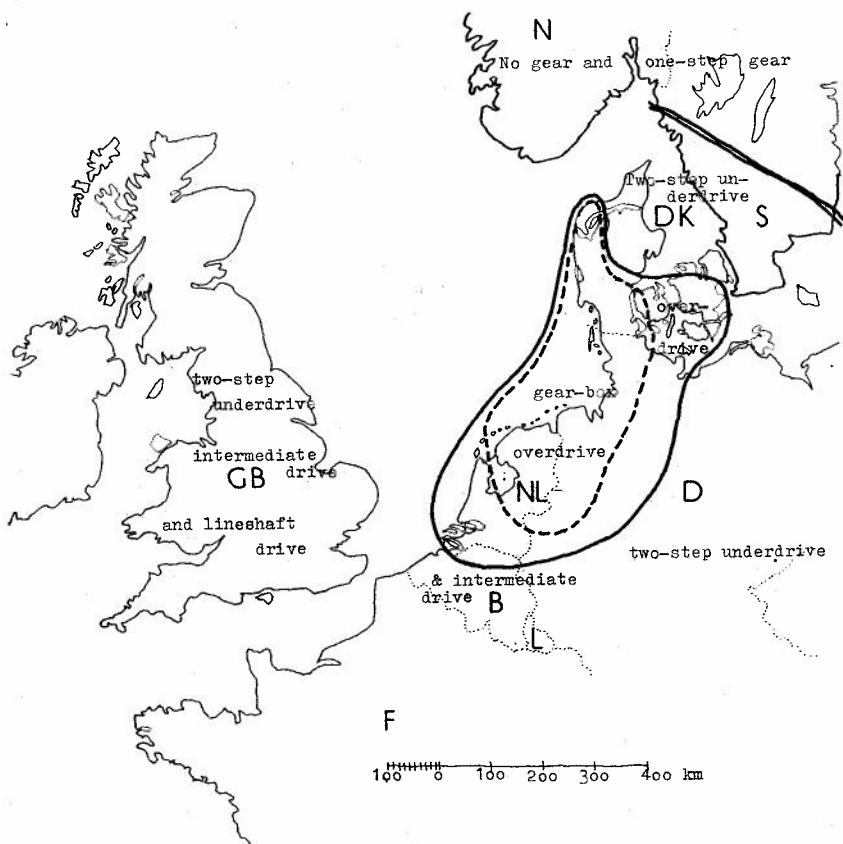 N
No gear and one-step gear
Two-step un-
derdrive
DK
S
over-
drive
two-step
underdrive
gear-box
intermediate
drive
GB
overdrive
NL
D
and lineshaft
drive
two-step underdrive
& intermediate
drive
B
L
F
100 0 100 200 300 400 km